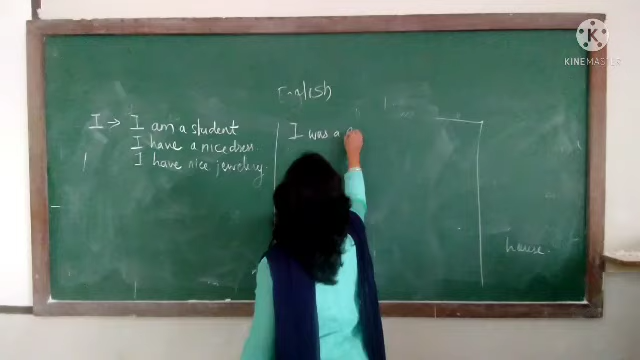 English
I → I am a student
I have a nice dress.
I have nice jewelery.
I was a
house.
K
KINEMASTER